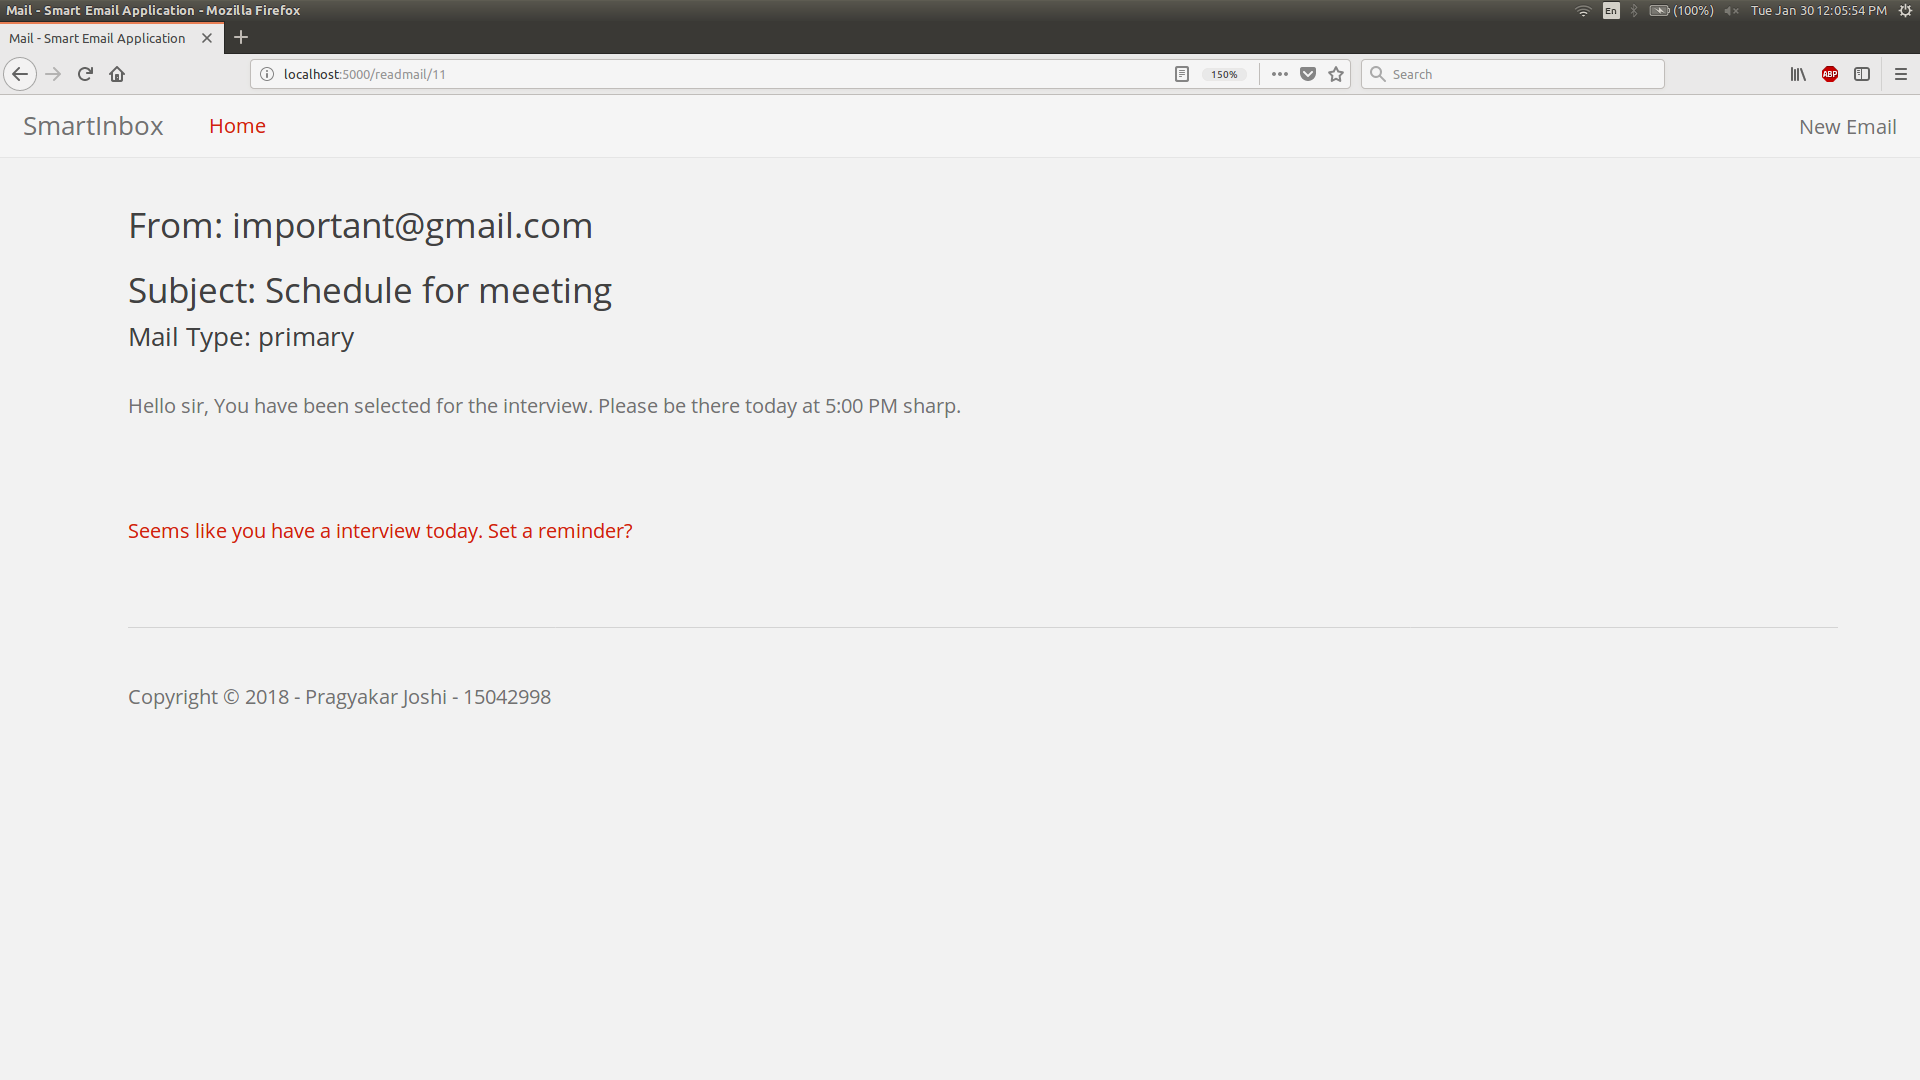 Mail - Smart Email Application - Mozilla Firefox
En
(100%)
Tue Jan 30 12:05:54 PM
Mail - Smart Email Application
localhost:5000/readmail/11
150%
Search
ABP
SmartInbox
Home
New Email
From: important@gmail.com
Subject: Schedule for meeting
Mail Type: primary
Hello sir, You have been selected for the interview. Please be there today at 5:00 PM sharp.
Seems like you have a interview today. Set a reminder?
Copyright © 2018 - Pragyakar Joshi - 15042998